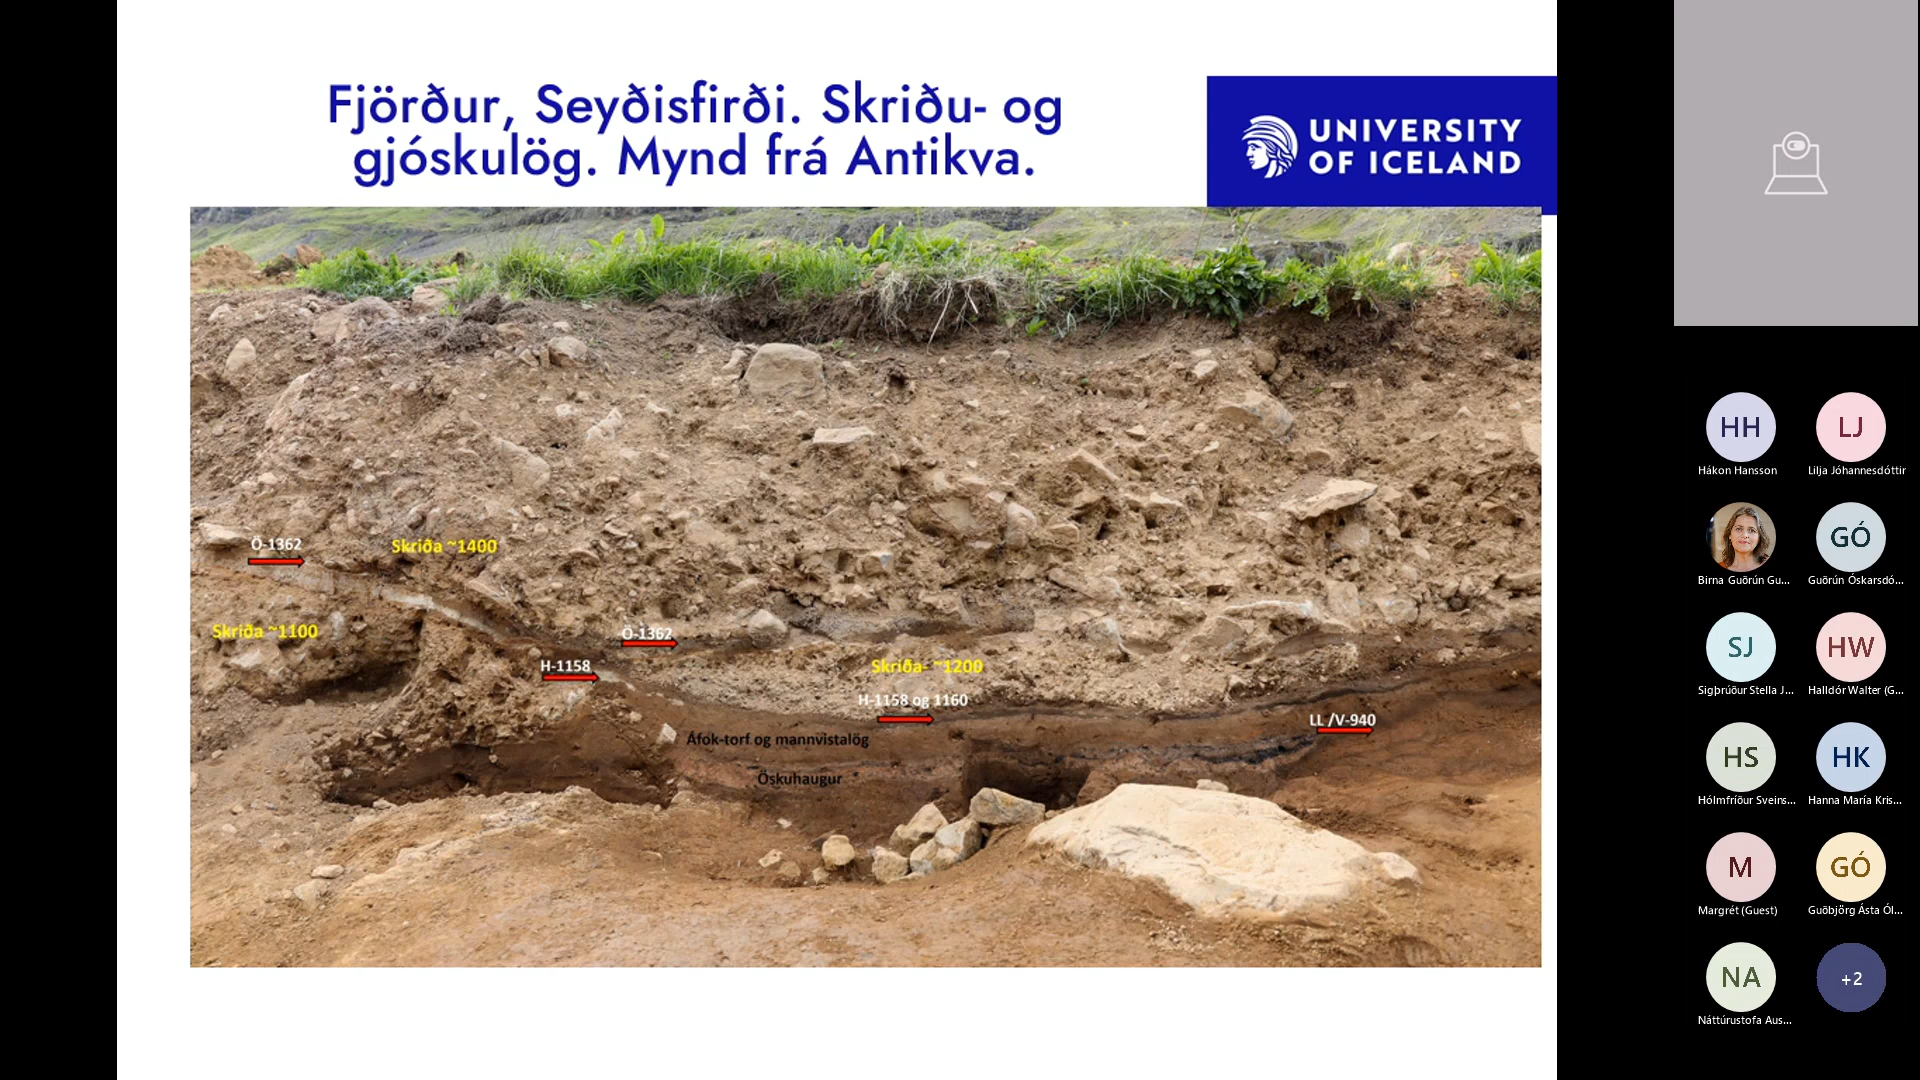 Fjörður, Seyðisfirði. Skriðu- og
gjóskulög. Mynd frá Antikva.
UNIVERSITY
OF ICELAND
Ö-1362
Skriða ~1400
Skriða ~1100
Ö-1362
H-1158
Skriða- ~1200
H-1158 og 1160
LL /V-940
Áfok-torf og mannvistalög
Öskuhaugur
HH
Hákon Hansson
LJ
Lilja Jóhannesdóttir
Birna Guðrún Gu...
GÓ
Guðrún Óskarsdó...
SJ
Sigþrúður Stella J...
HW
Halldór Walter (G...
HS
Hólmfríður Sveins...
HK
Hanna María Kris...
M
Margrét (Guest)
GÓ
Guðbjörg Ásta Ól...
NA
Náttúrustofa Aus...
+2